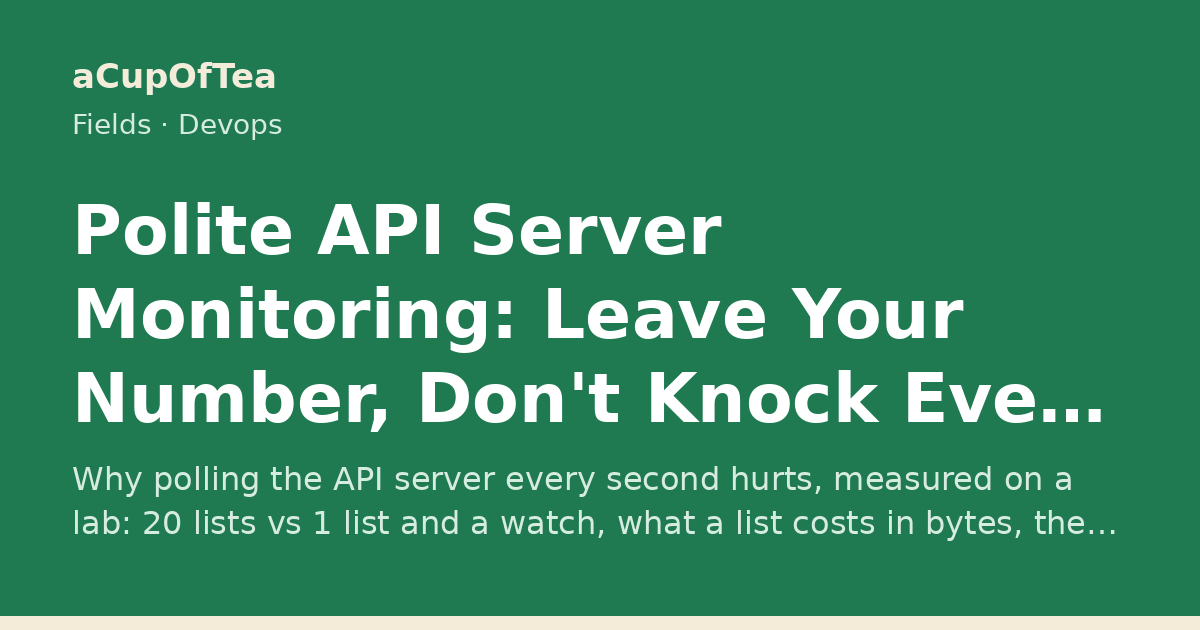 aCupOfTea
Fields · Devops
Polite API Server
Monitoring: Leave Your
Number, Don't Knock Eve…
Why polling the API server every second hurts, measured on a
lab: 20 lists vs 1 list and a watch, what a list costs in bytes, the…